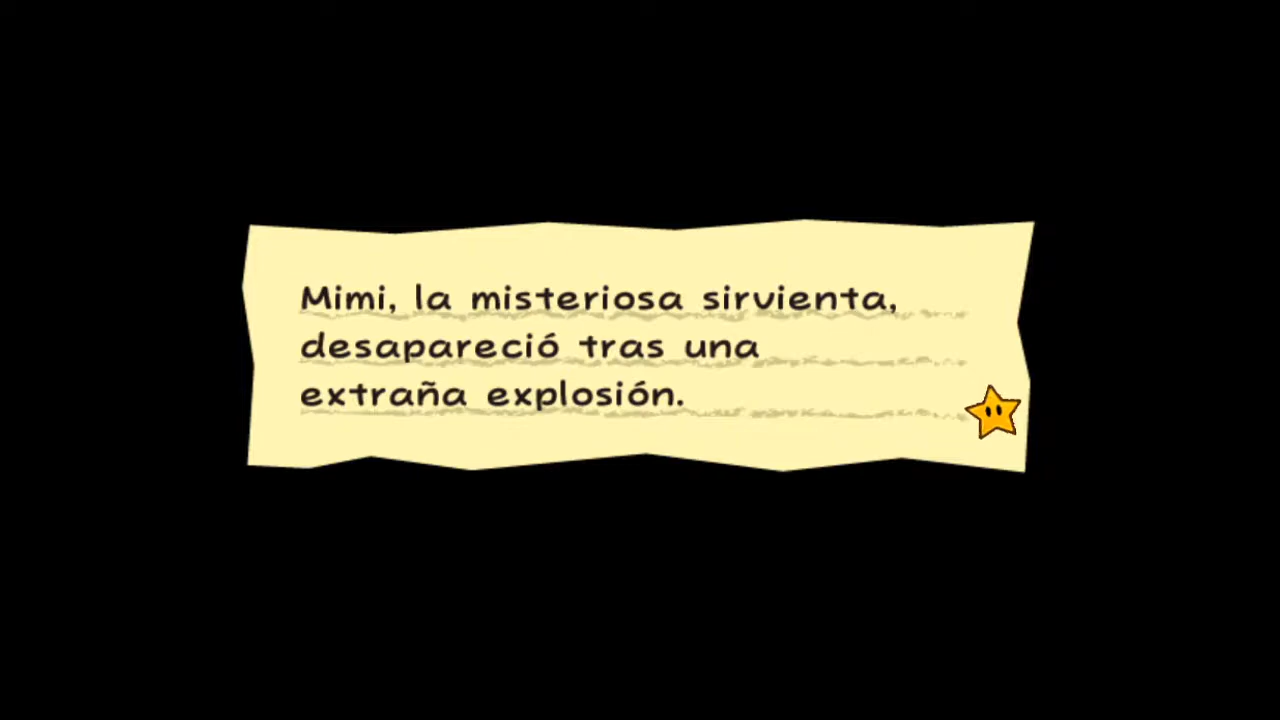 Mimi, la misteriosa sirvienta,
desapareció tras una
extraña explosión.